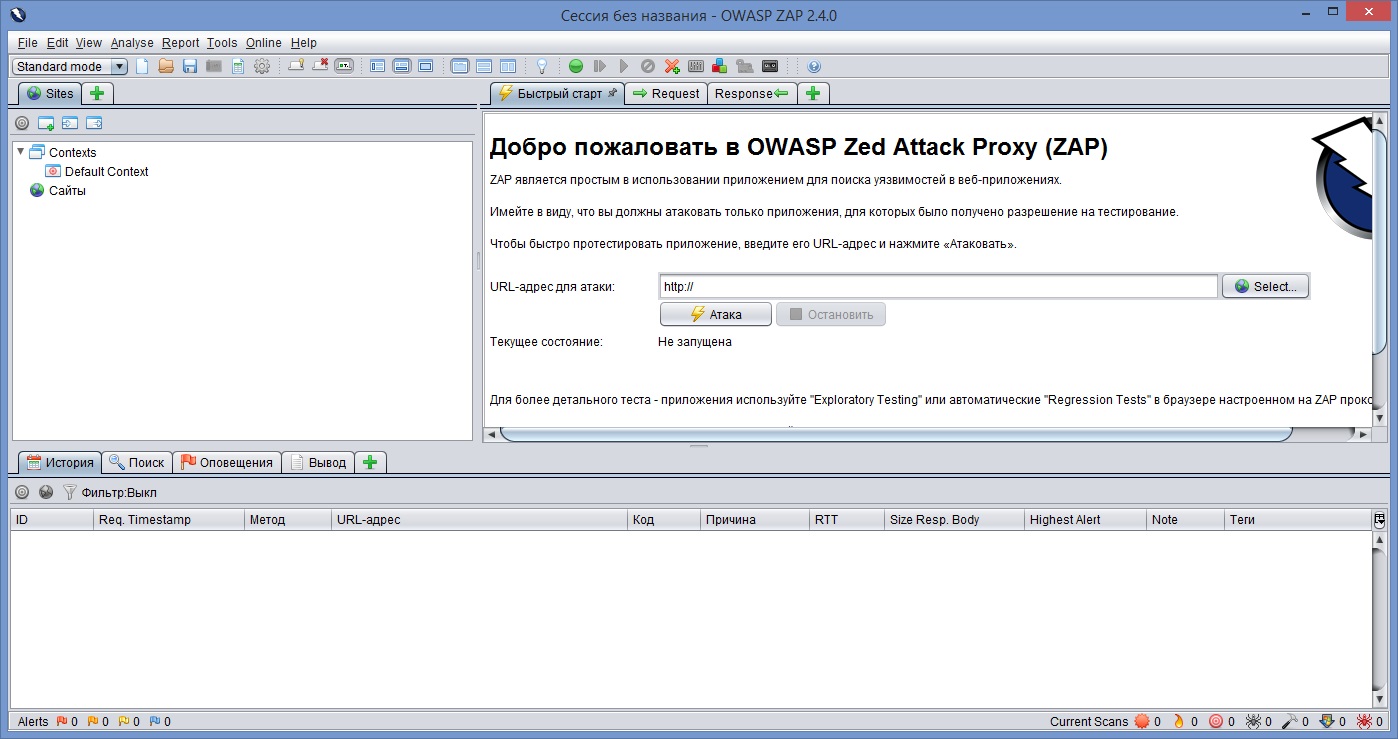 Сессия без названия - OWASP ZAP 2.4.0
File Edit View Analyse Report Tools Online Help
Standard mode
Sites
Быстрый старт Request Response
Contexts
Default Context
Сайты
Добро пожаловать в OWASP Zed Attack Proxy (ZAP)
ZAP является простым в использовании приложением для поиска уязвимостей в веб-приложениях.
Имейте в виду, что вы должны атаковать только приложения, для которых было получено разрешение на тестирование.
Чтобы быстро протестировать приложение, введите его URL-адрес и нажмите «Атаковать».
URL-адрес для атаки: http:// Select...
Атака Остановить
Текущее состояние: Не запущена
Для более детального теста - приложения используйте "Exploratory Testing" или автоматические "Regression Tests" в браузере настроенном на ZAP прокс
История Поиск Оповещения Вывод
Фильтр:Выкл
ID Req. Timestamp Метод URL-адрес Код Причина RTT Size Resp. Body Highest Alert Note Теги
Alerts 0 0 0 0 Current Scans 0 0 0 0 0 0 0